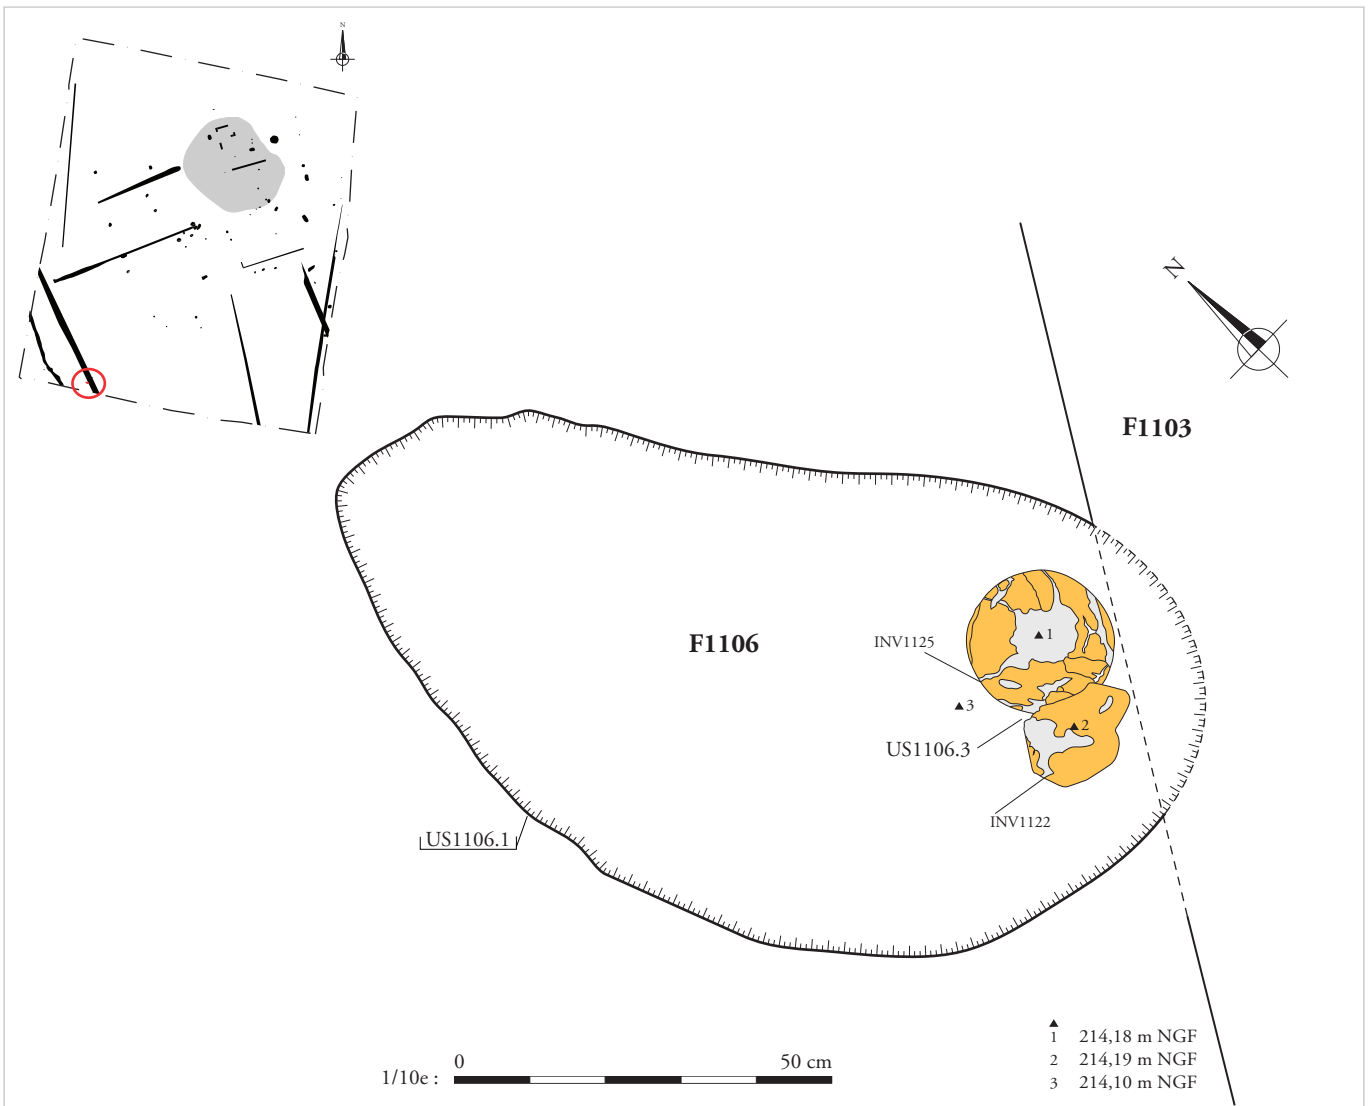 N
N
F1103
F1106
1
INV1125
3
2
US1106.3
INV1122
US1106.1
0 50 cm
1/10e :
1 214,18 m NGF
2 214,19 m NGF
3 214,10 m NGF